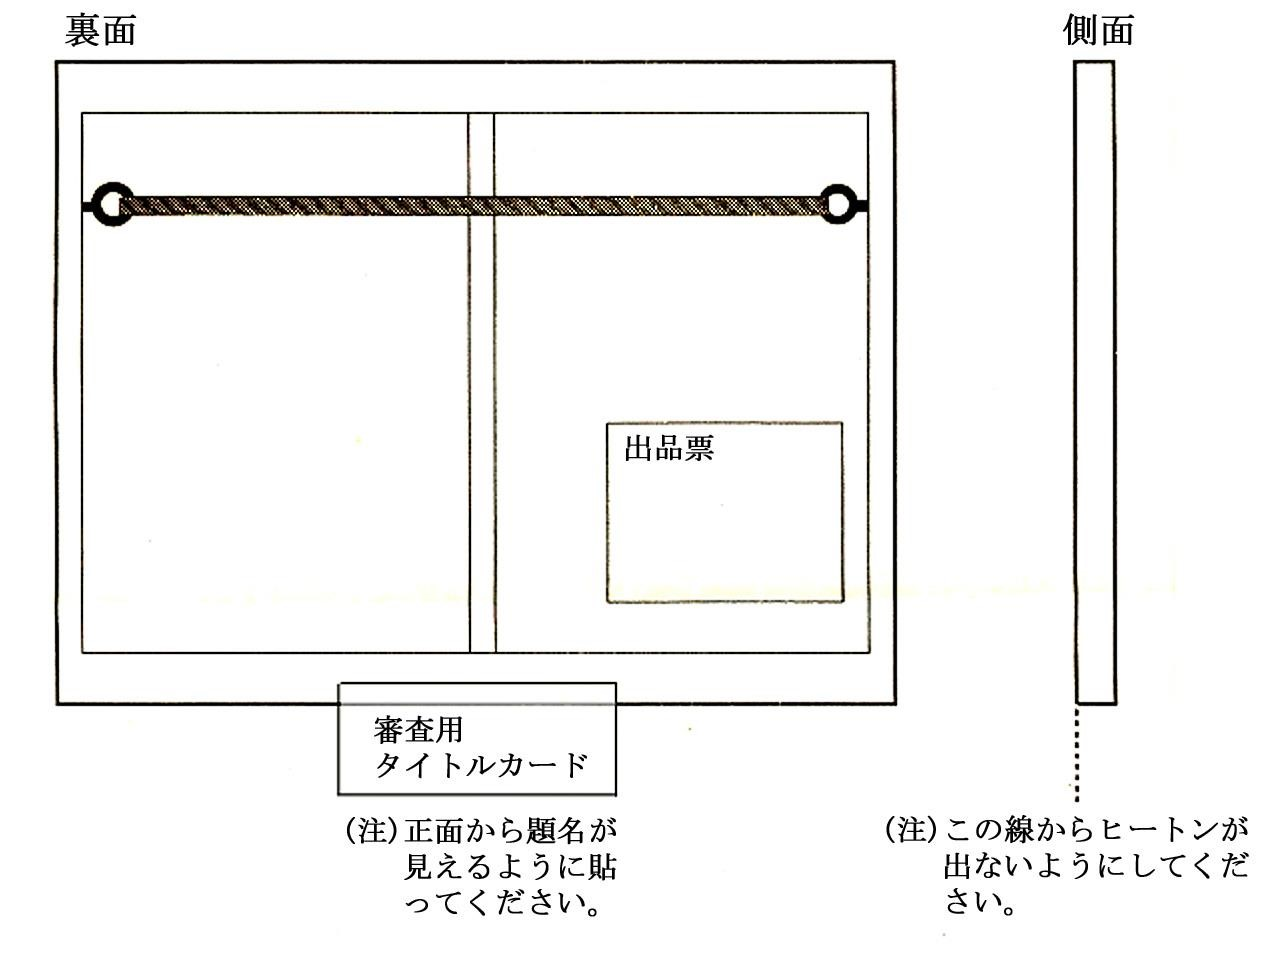 裏面
側面
出品票
審査用
タイトルカード
(注)正面から題名が
見えるように貼
ってください。
(注)この線からヒートンが
出ないようにしてくだ
さい。